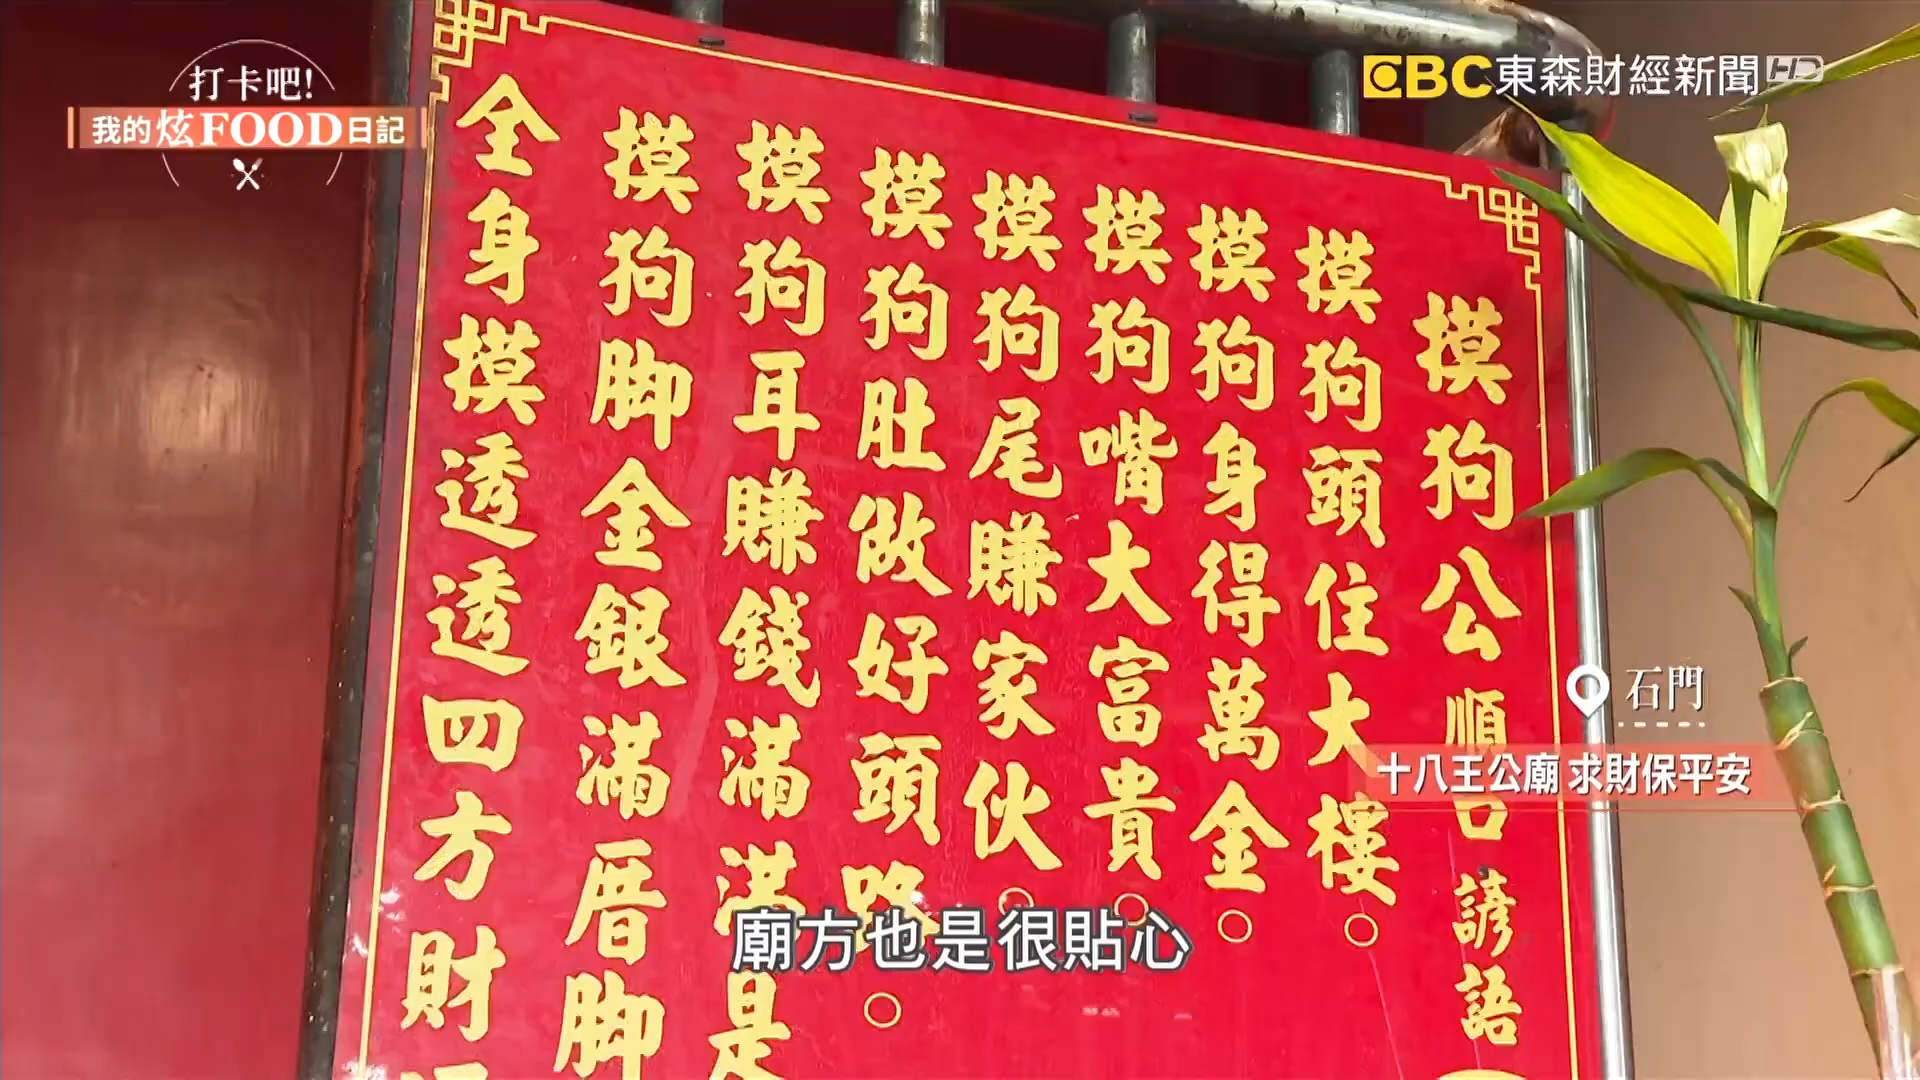 打卡吧!
我的炫FOOD日記
EBC東森財經新聞HD
摸狗公順口諺語
摸狗頭住大樓。
摸狗身得萬金。
摸狗嘴大富貴。
摸狗尾賺家伙。
摸狗肚做好頭路。
摸狗耳賺錢滿滿是
摸狗脚金銀滿厝脚
全身摸透透四方財
石門
十八王公廟 求財保平安
廟方也是很貼心